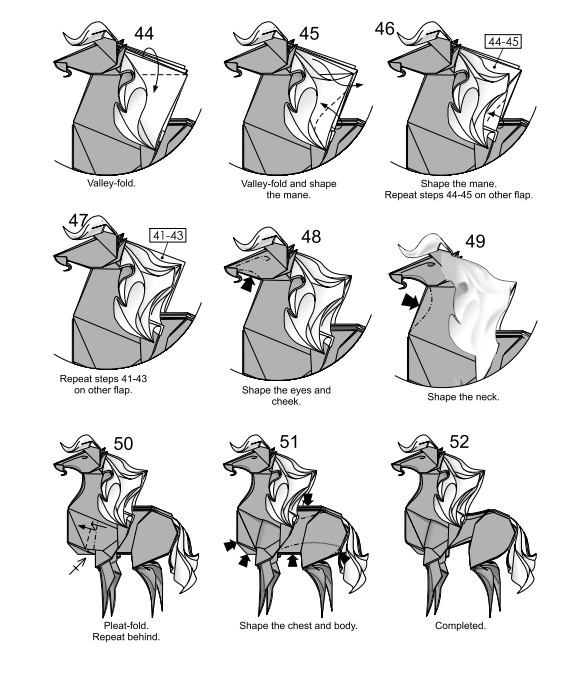 44
Valley-fold.
45
Valley-fold and shape
the mane.
46
44-45
Shape the mane.
Repeat steps 44-45 on other flap.
47
41-43
Repeat steps 41-43
on other flap.
48
Shape the eyes and
cheek.
49
Shape the neck.
50
Pleat-fold.
Repeat behind.
51
Shape the chest and body.
52
Completed.